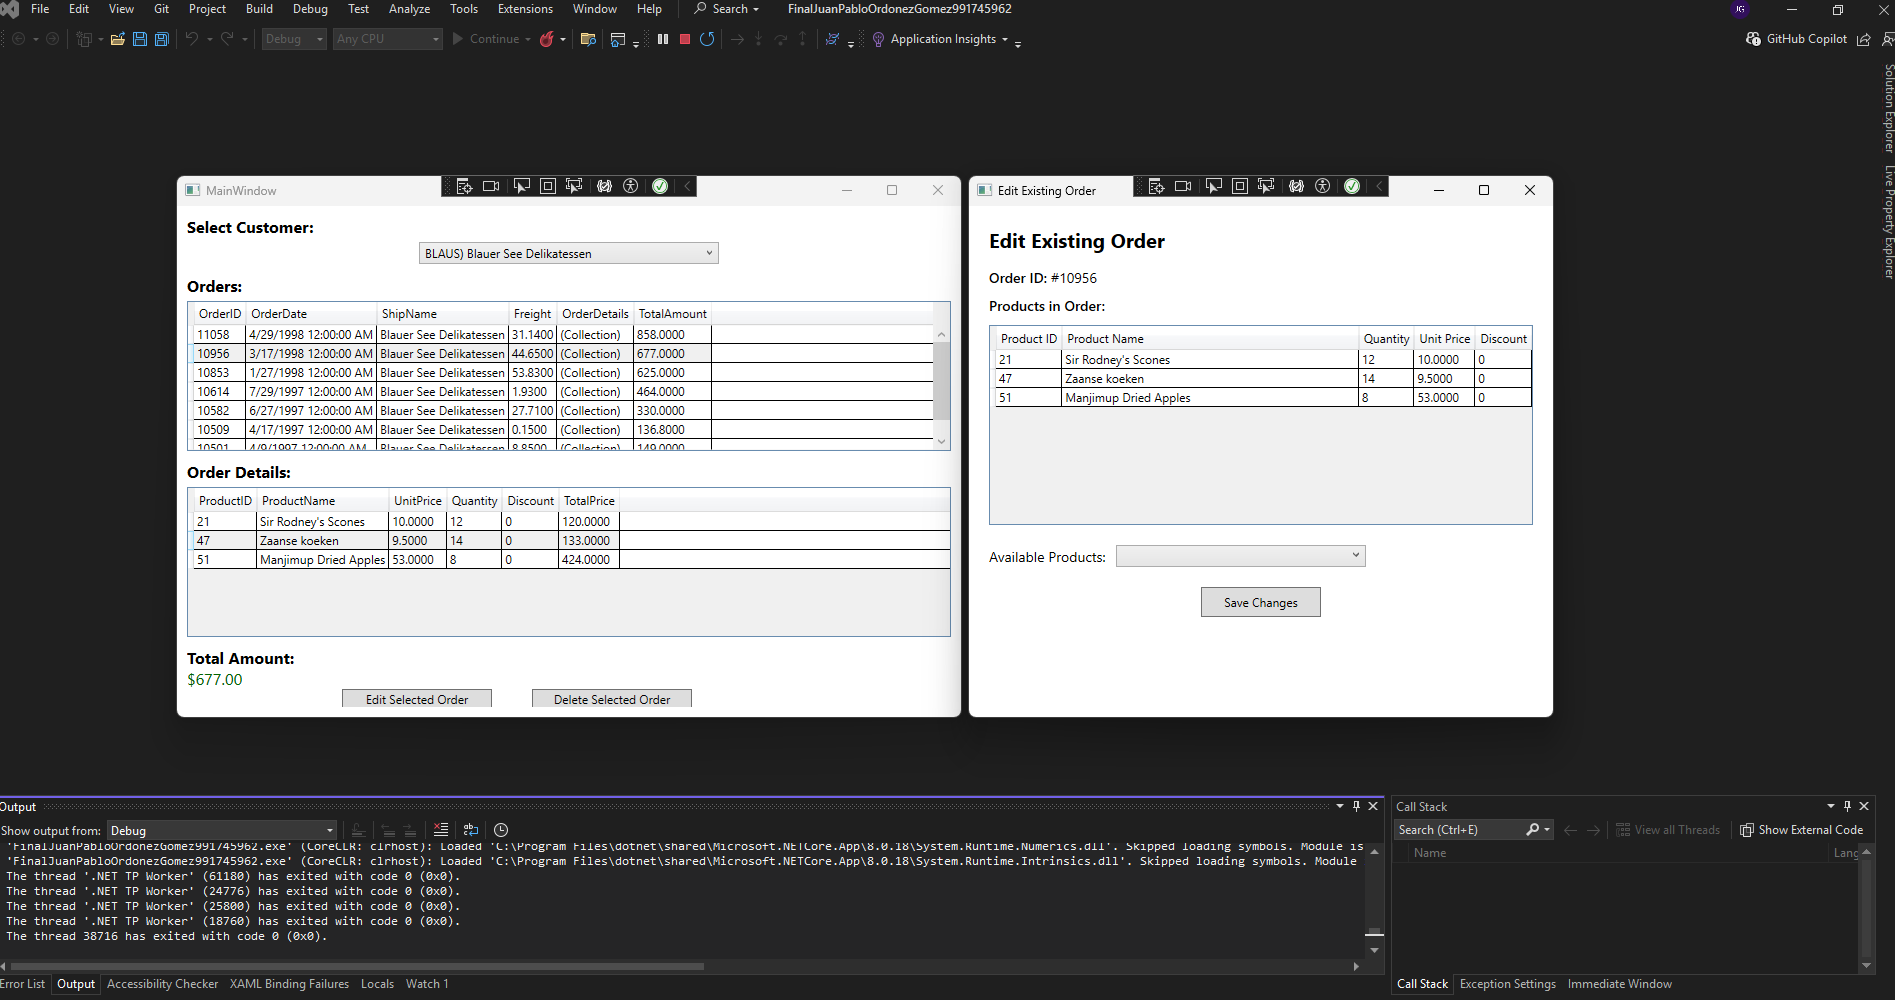 File Edit View Git Project Build Debug Test Analyze Tools Extensions Window Help Search FinalJuanPabloOrdonezGomez991745962 JG
Debug Any CPU Continue Application Insights GitHub Copilot
Solution Explorer
Live Property Explorer
MainWindow
Select Customer:
BLAUS) Blauer See Delikatessen
Orders:
OrderID OrderDate ShipName Freight OrderDetails TotalAmount
11058 4/29/1998 12:00:00 AM Blauer See Delikatessen 31.1400 (Collection) 858.0000
10956 3/17/1998 12:00:00 AM Blauer See Delikatessen 44.6500 (Collection) 677.0000
10853 1/27/1998 12:00:00 AM Blauer See Delikatessen 53.8300 (Collection) 625.0000
10614 7/29/1997 12:00:00 AM Blauer See Delikatessen 1.9300 (Collection) 464.0000
10582 6/27/1997 12:00:00 AM Blauer See Delikatessen 27.7100 (Collection) 330.0000
10509 4/17/1997 12:00:00 AM Blauer See Delikatessen 0.1500 (Collection) 136.8000
10501 4/9/1997 12:00:00 AM Blauer See Delikatessen 8.8500 (Collection) 149.0000
Order Details:
ProductID ProductName UnitPrice Quantity Discount TotalPrice
21 Sir Rodney's Scones 10.0000 12 0 120.0000
47 Zaanse koeken 9.5000 14 0 133.0000
51 Manjimup Dried Apples 53.0000 8 0 424.0000
Total Amount:
$677.00
Edit Selected Order Delete Selected Order
Edit Existing Order
Edit Existing Order
Order ID: #10956
Products in Order:
Product ID Product Name Quantity Unit Price Discount
21 Sir Rodney's Scones 12 10.0000 0
47 Zaanse koeken 14 9.5000 0
51 Manjimup Dried Apples 8 53.0000 0
Available Products:
Save Changes
Output
Show output from: Debug
'FinalJuanPabloOrdonezGomez991745962.exe' (CoreCLR: clrhost): Loaded 'C:\Program Files\dotnet\shared\Microsoft.NETCore.App\8.0.18\System.Runtime.Numerics.dll'. Skipped loading symbols. Module is
'FinalJuanPabloOrdonezGomez991745962.exe' (CoreCLR: clrhost): Loaded 'C:\Program Files\dotnet\shared\Microsoft.NETCore.App\8.0.18\System.Runtime.Intrinsics.dll'. Skipped loading symbols. Module
The thread '.NET TP Worker' (61180) has exited with code 0 (0x0).
The thread '.NET TP Worker' (24776) has exited with code 0 (0x0).
The thread '.NET TP Worker' (25800) has exited with code 0 (0x0).
The thread '.NET TP Worker' (18760) has exited with code 0 (0x0).
The thread 38716 has exited with code 0 (0x0).
Error List Output Accessibility Checker XAML Binding Failures Locals Watch 1
Call Stack
Search (Ctrl+E) View all Threads Show External Code
Name Lang
Call Stack Exception Settings Immediate Window